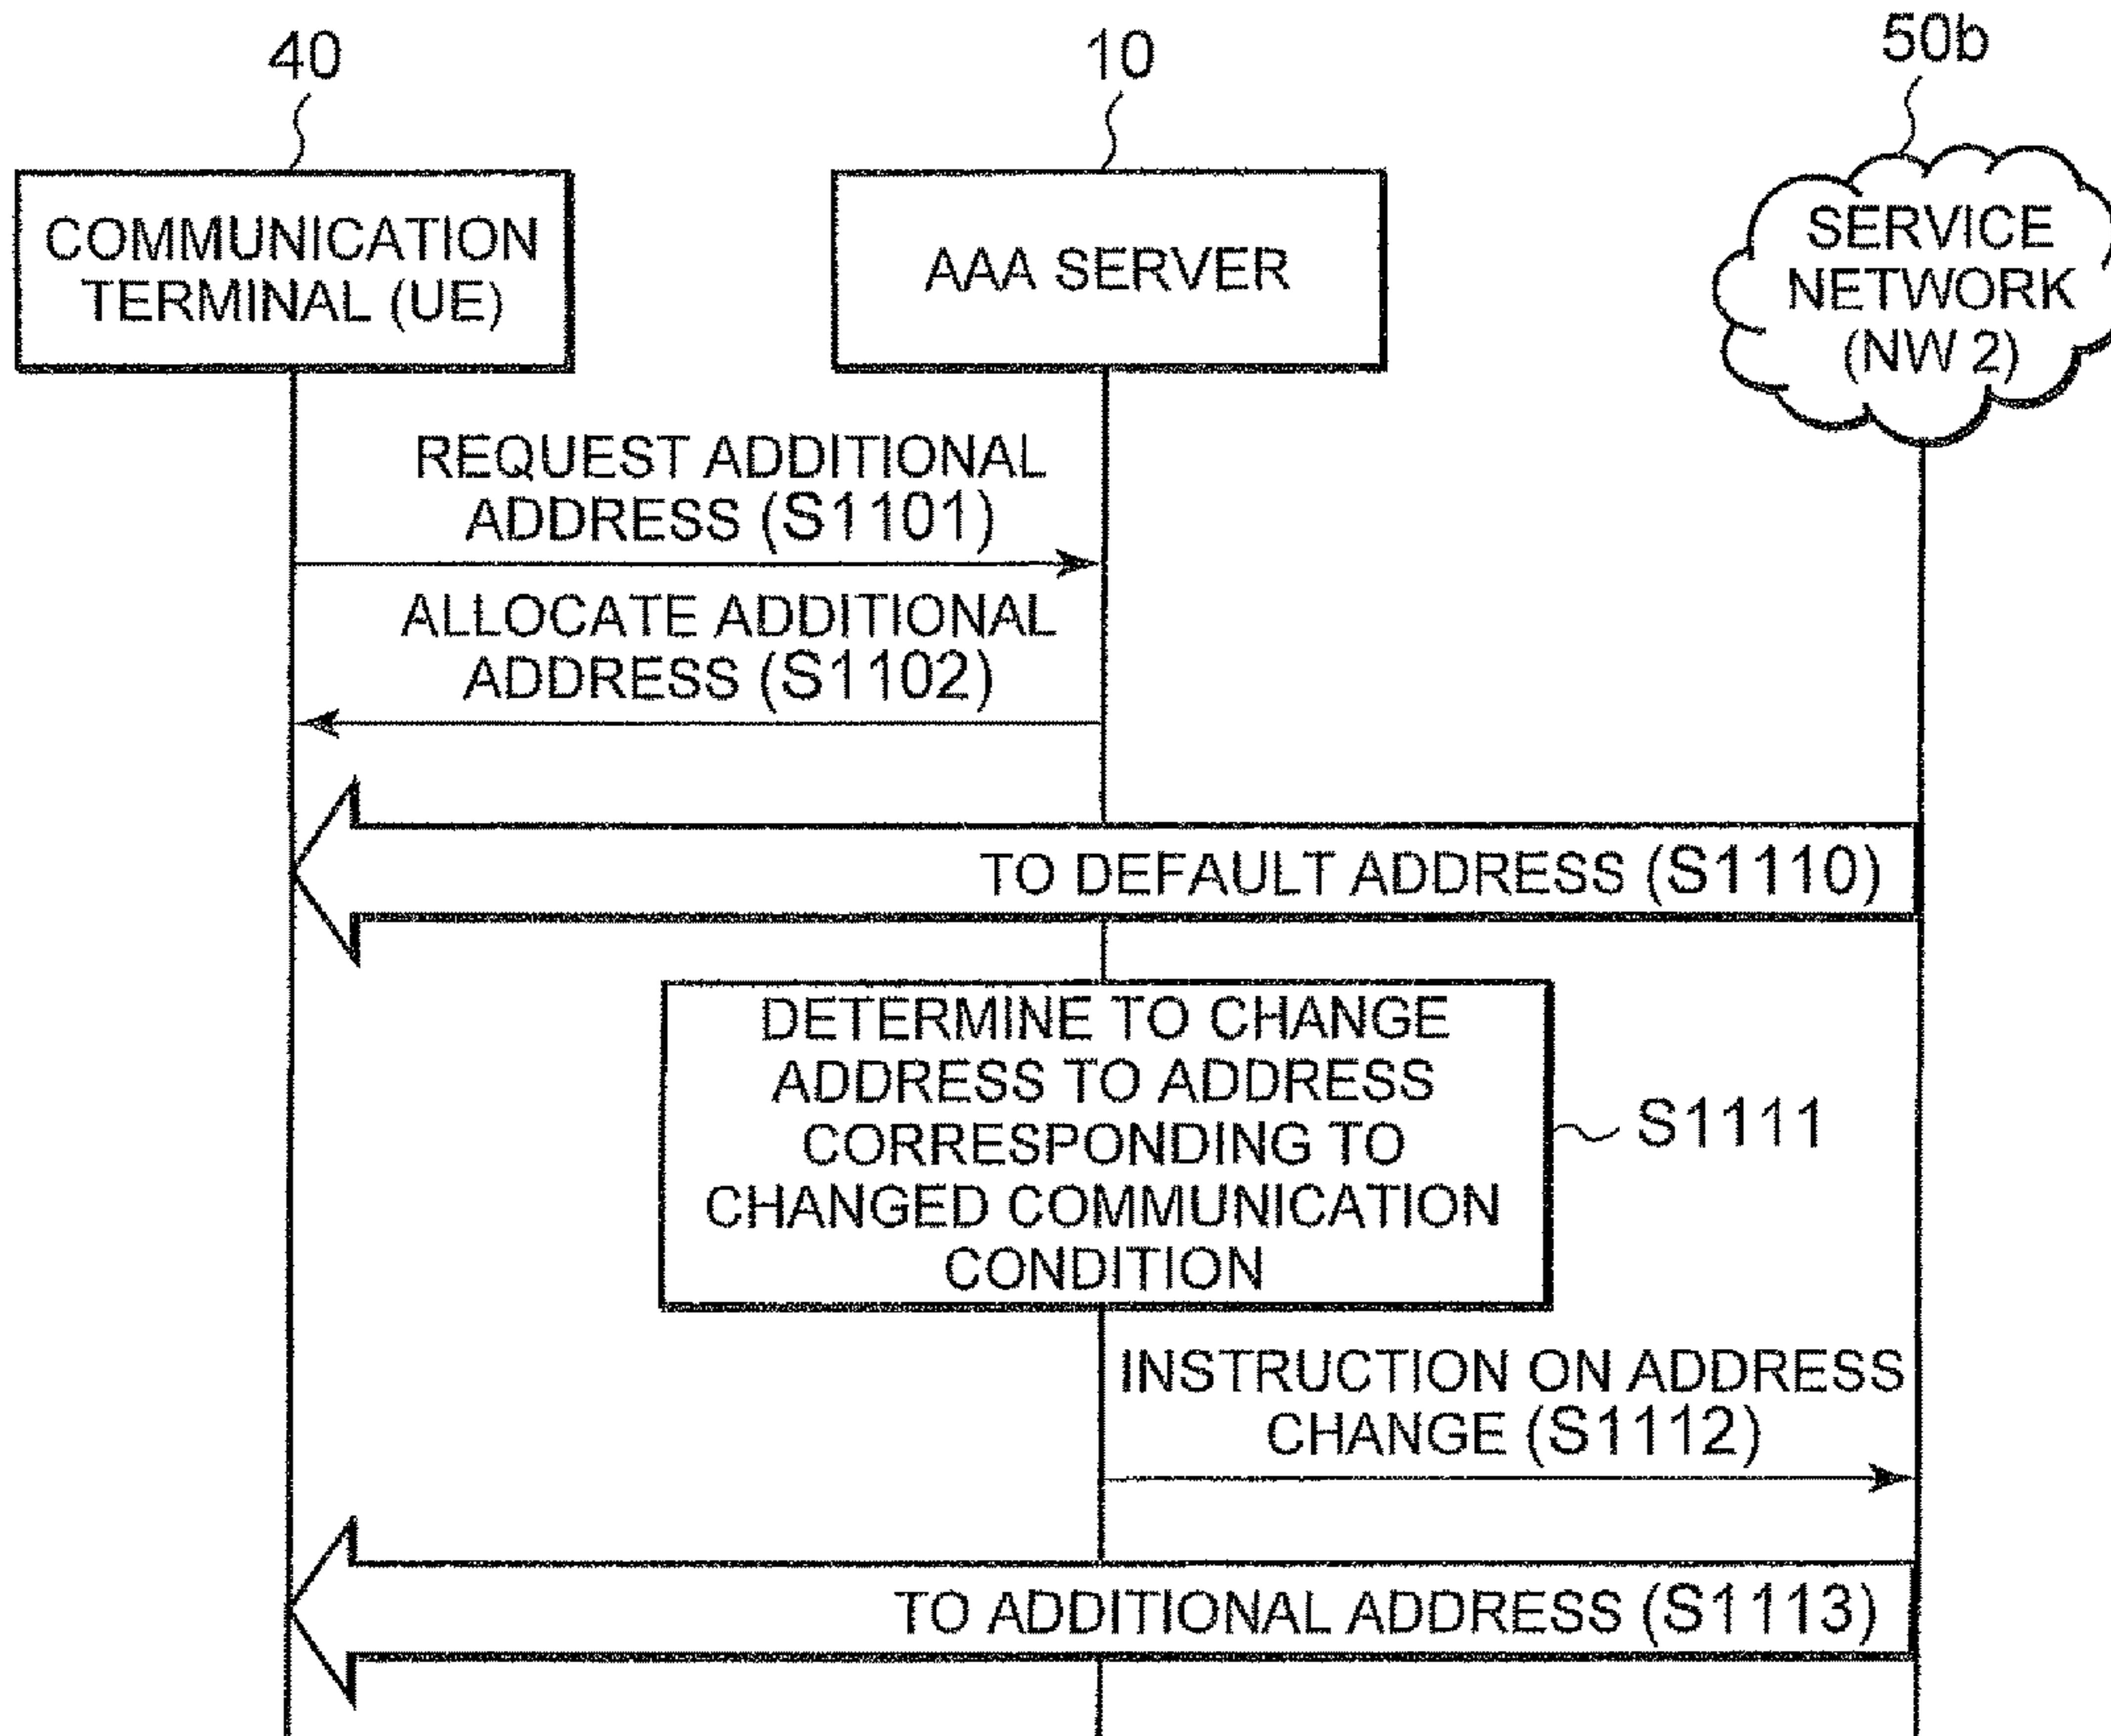 40
10
50b
COMMUNICATION
TERMINAL (UE)
AAA SERVER
SERVICE
NETWORK
(NW 2)
REQUEST ADDITIONAL
ADDRESS (S1101)
ALLOCATE ADDITIONAL
ADDRESS (S1102)
TO DEFAULT ADDRESS (S1110)
DETERMINE TO CHANGE
ADDRESS TO ADDRESS
CORRESPONDING TO
CHANGED COMMUNICATION
CONDITION
S1111
INSTRUCTION ON ADDRESS
CHANGE (S1112)
TO ADDITIONAL ADDRESS (S1113)